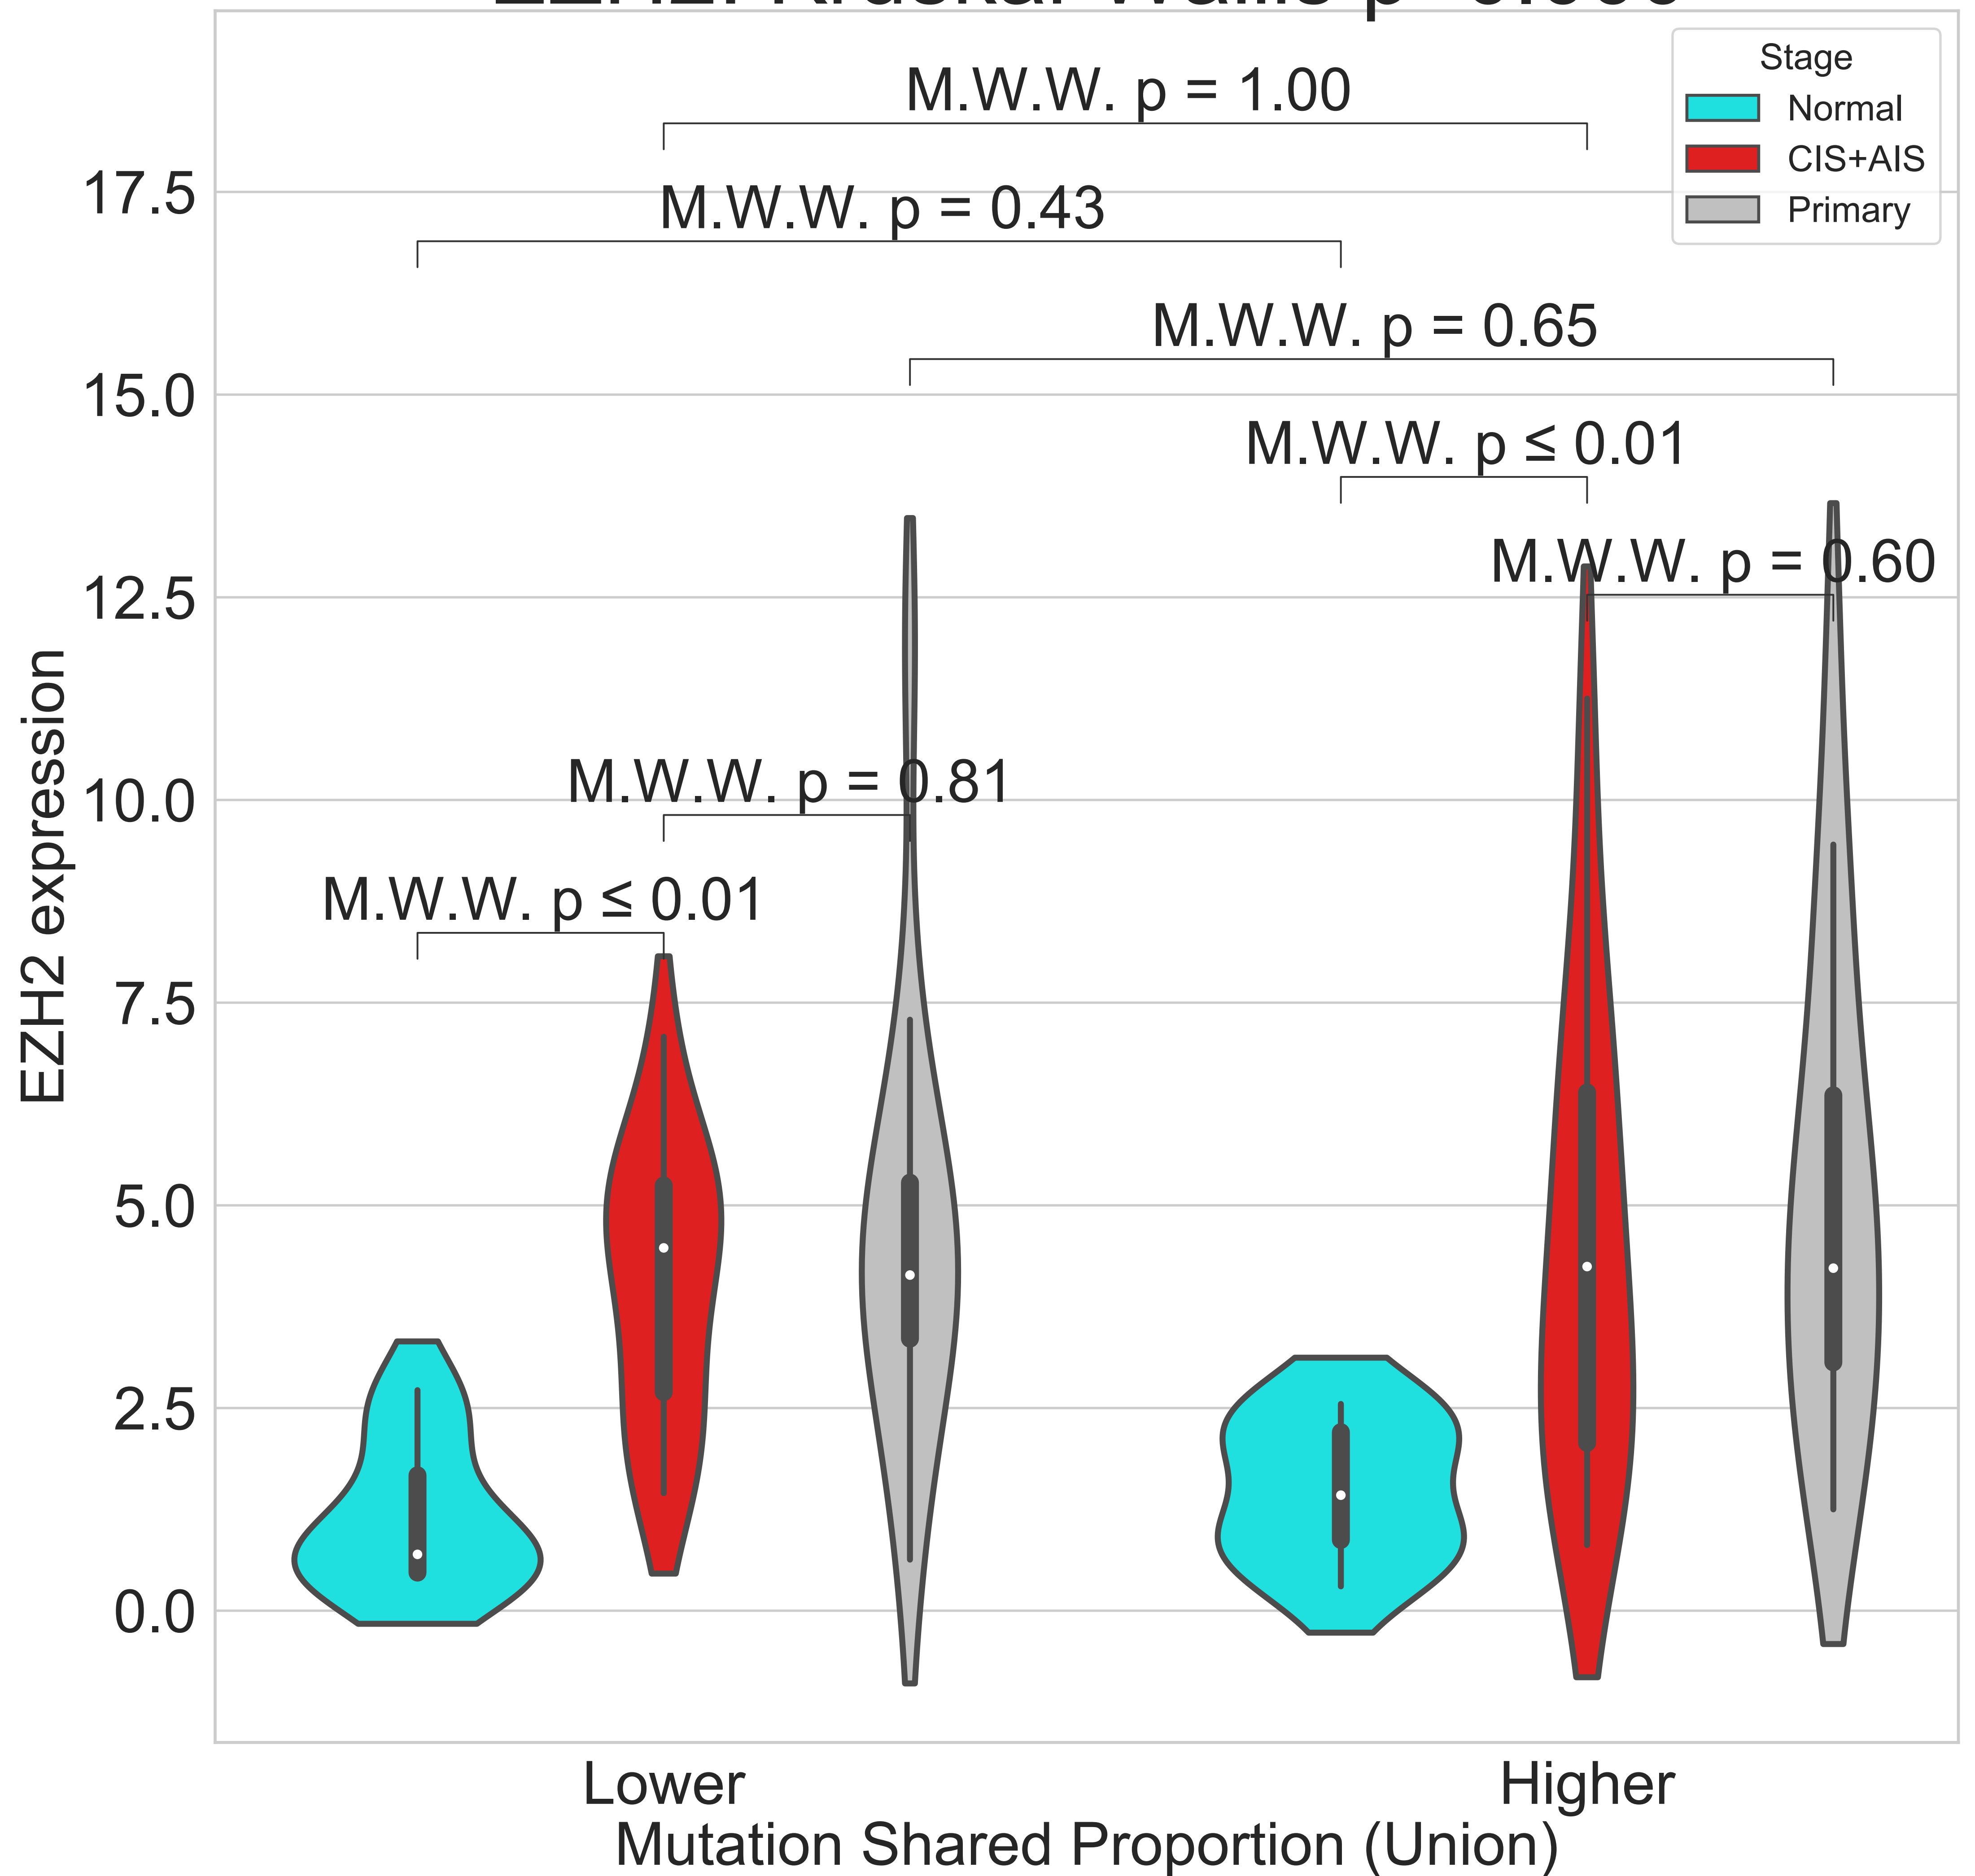 Stage
Normal
CIS+AIS
Primary
M.W.W. p = 1.00
M.W.W. p = 0.43
M.W.W. p = 0.65
M.W.W. p ≤ 0.01
M.W.W. p = 0.60
M.W.W. p = 0.81
M.W.W. p ≤ 0.01
17.5
15.0
12.5
10.0
7.5
5.0
2.5
0.0
EZH2 expression
Lower
Higher
Mutation Shared Proportion (Union)